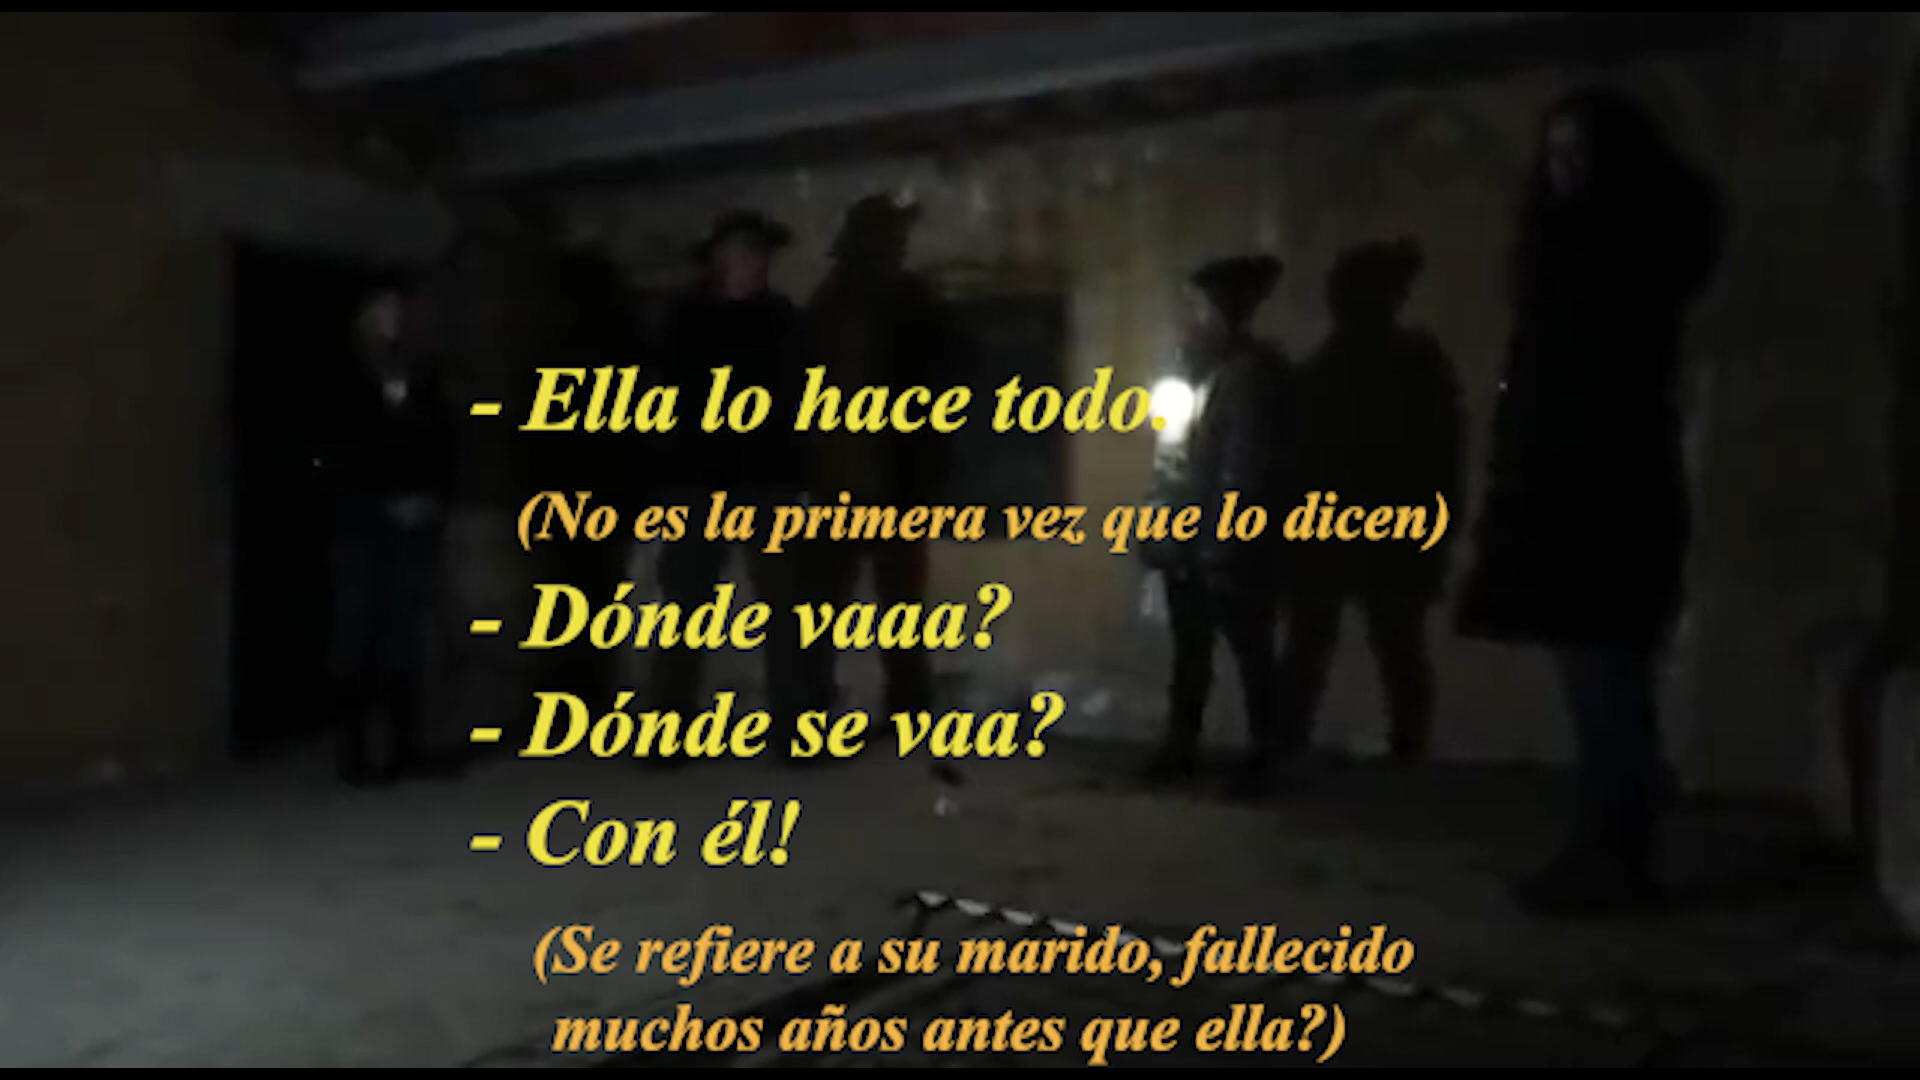 - Ella lo hace todo.
(No es la primera vez que lo dicen)
- Dónde vaaa?
- Dónde se vaa?
- Con él!
(Se refiere a su marido, fallecido
muchos años antes que ella?)